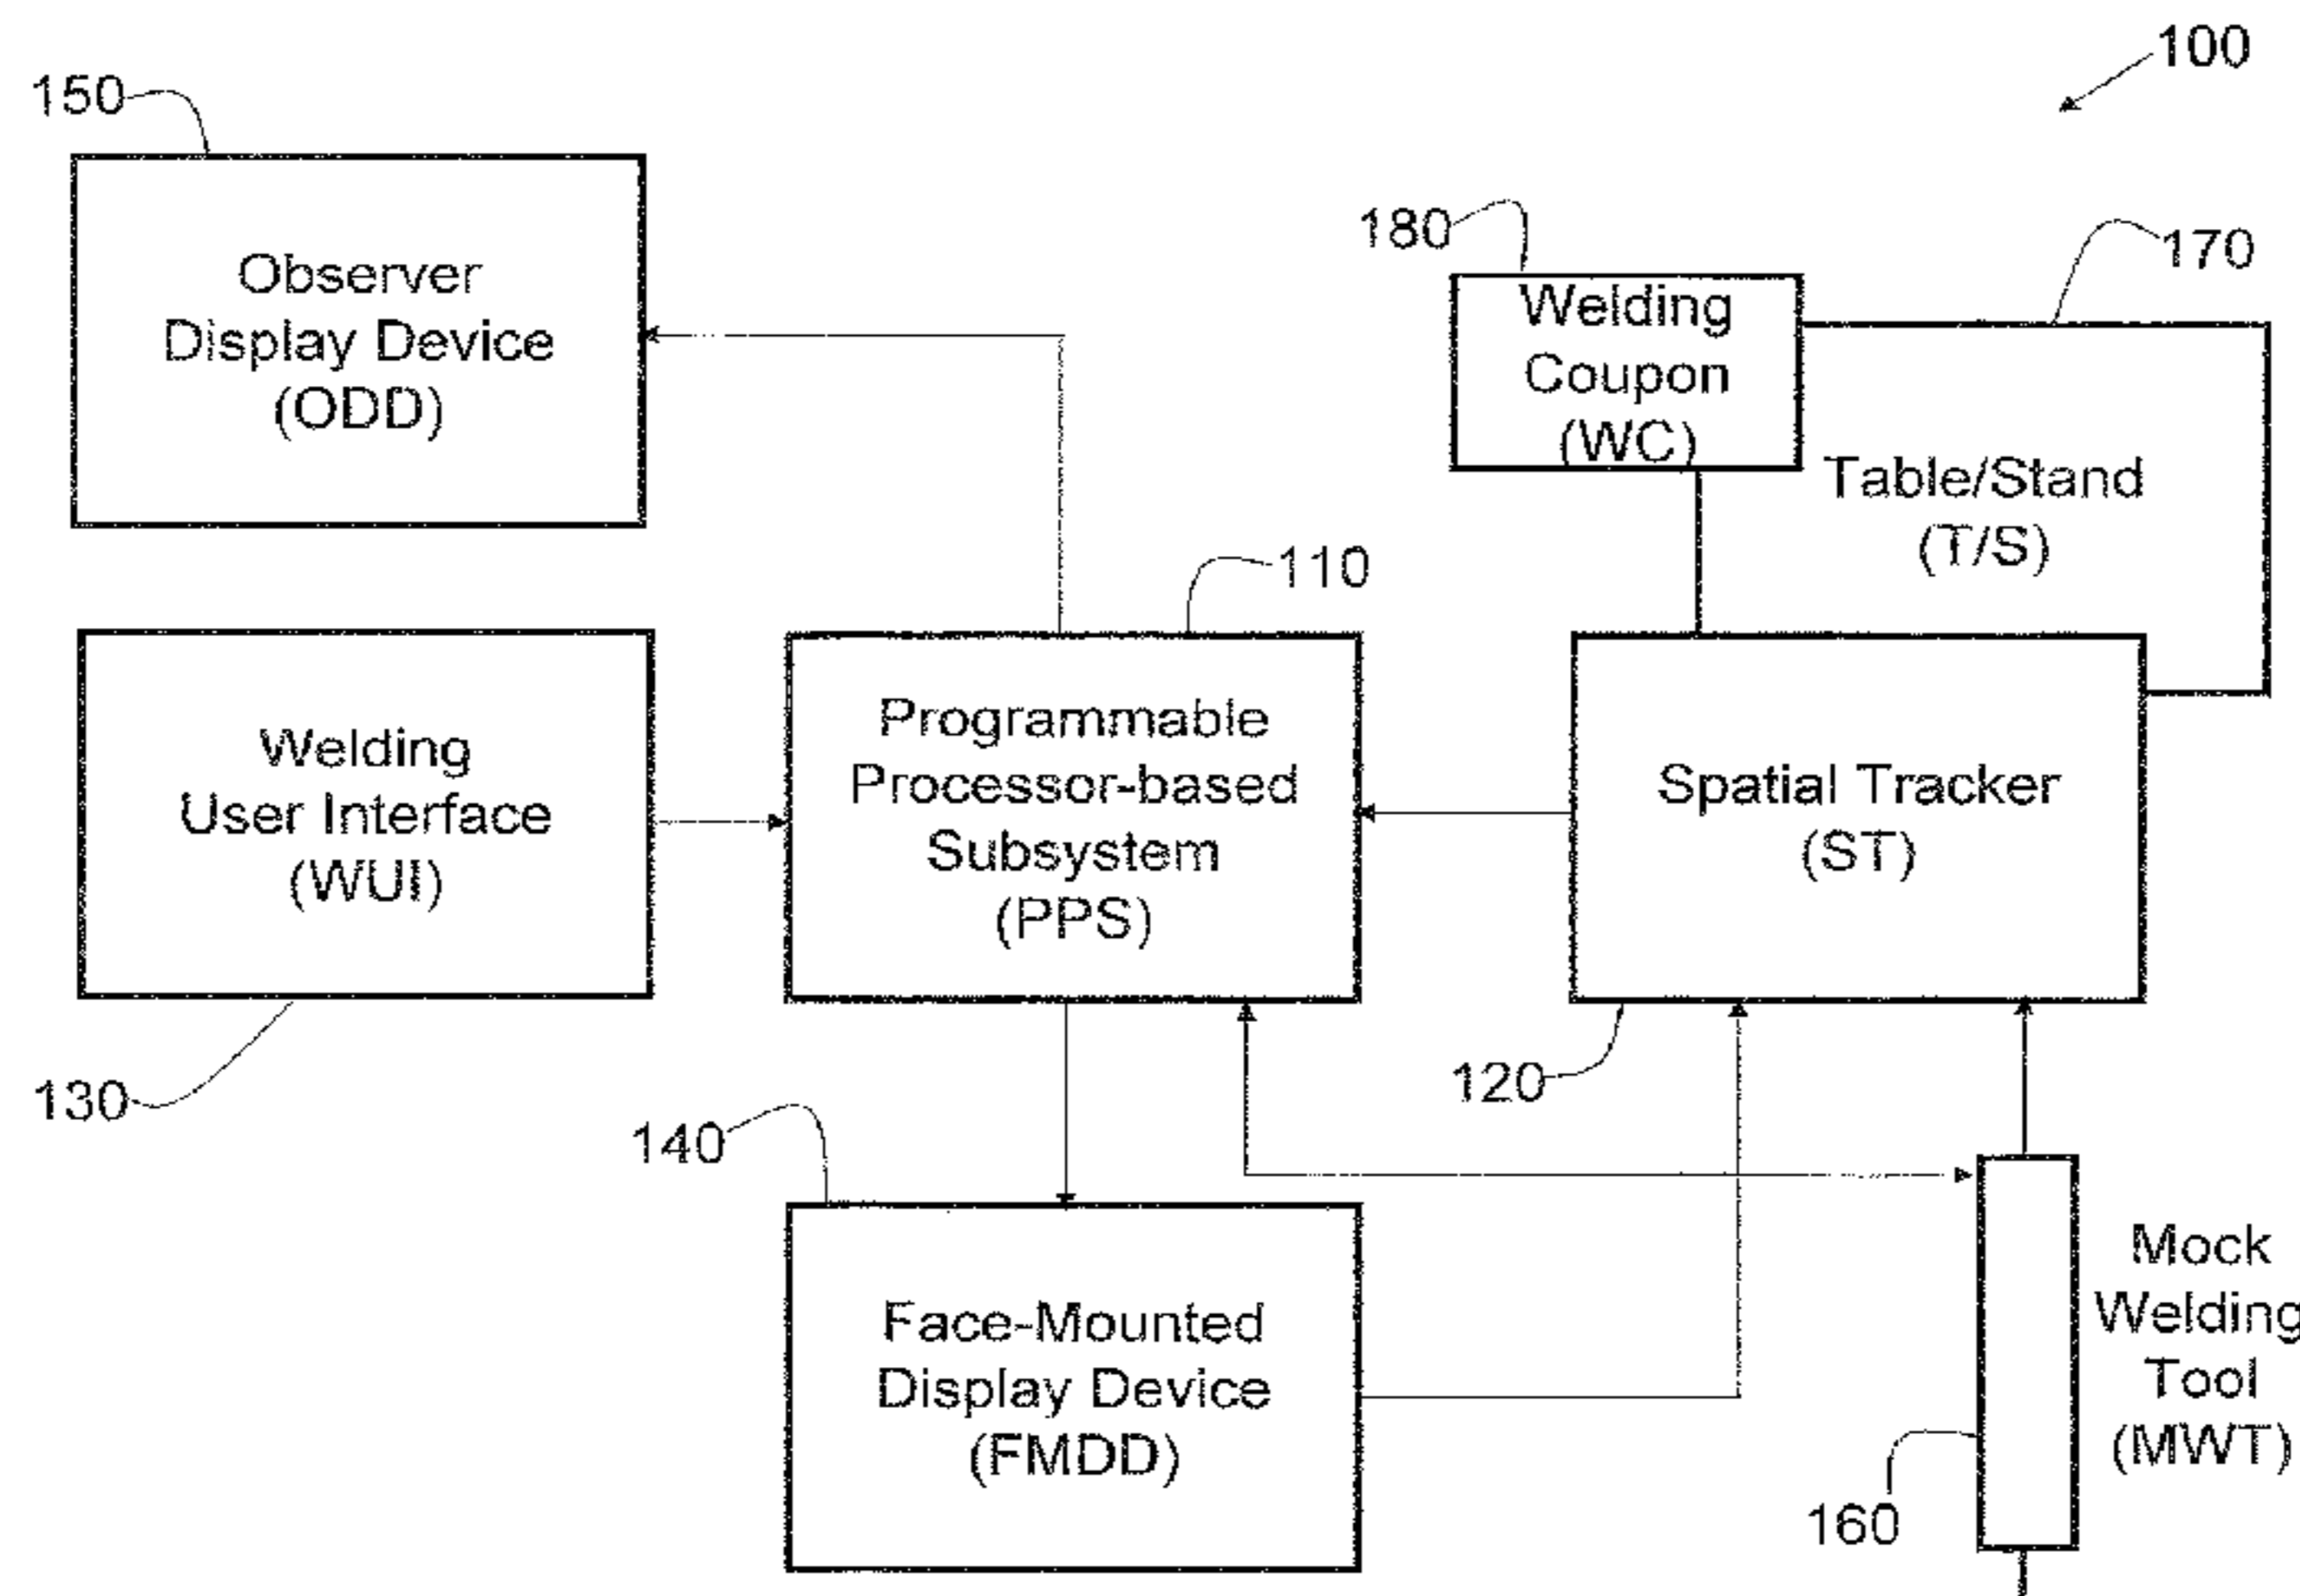 100
150
Observer
Display Device
(ODD)
180
Welding
Coupon
(WC)
170
Table/Stand
(T/S)
110
Welding
User Interface
(WUI)
130
Programmable
Processor-based
Subsystem
(PPS)
Spatial Tracker
(ST)
120
140
Face-Mounted
Display Device
(FMDD)
Mock
Welding
Tool
(MWT)
160